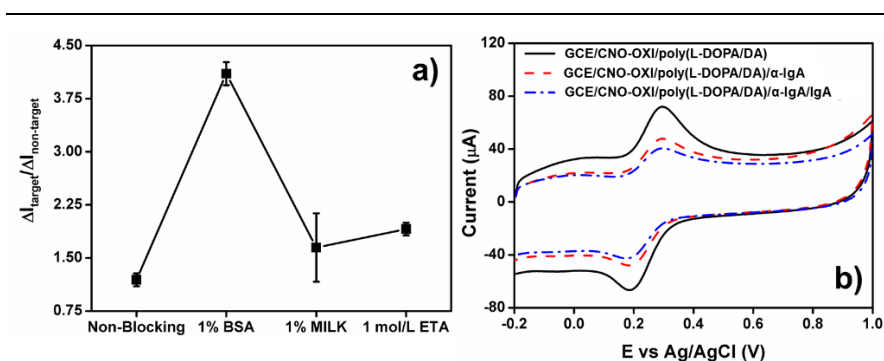 a)
4.50
3.75
3.00
2.25
1.50
0.75
ΔItarget/ΔInon-target
Non-Blocking 1% BSA 1% MILK 1 mol/L ETA
b)
GCE/CNO-OXI/poly(L-DOPA/DA)
GCE/CNO-OXI/poly(L-DOPA/DA)/α-IgA
GCE/CNO-OXI/poly(L-DOPA/DA)/α-IgA/IgA
120
80
40
0
-40
-80
Current (μA)
-0.2 0.0 0.2 0.4 0.6 0.8 1.0
E vs Ag/AgCl (V)